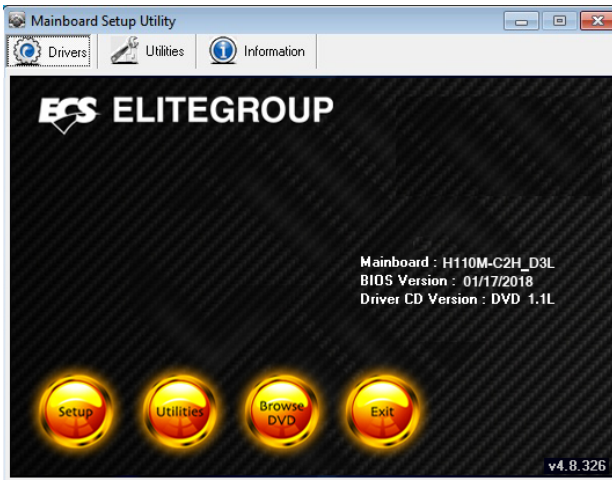 Mainboard Setup Utility
Drivers Utilities Information
ECS ELITEGROUP
Mainboard : H110M-C2H_D3L
BIOS Version : 01/17/2018
Driver CD Version : DVD 1.1L
Setup Utilities Browse DVD Exit
v4.8.326